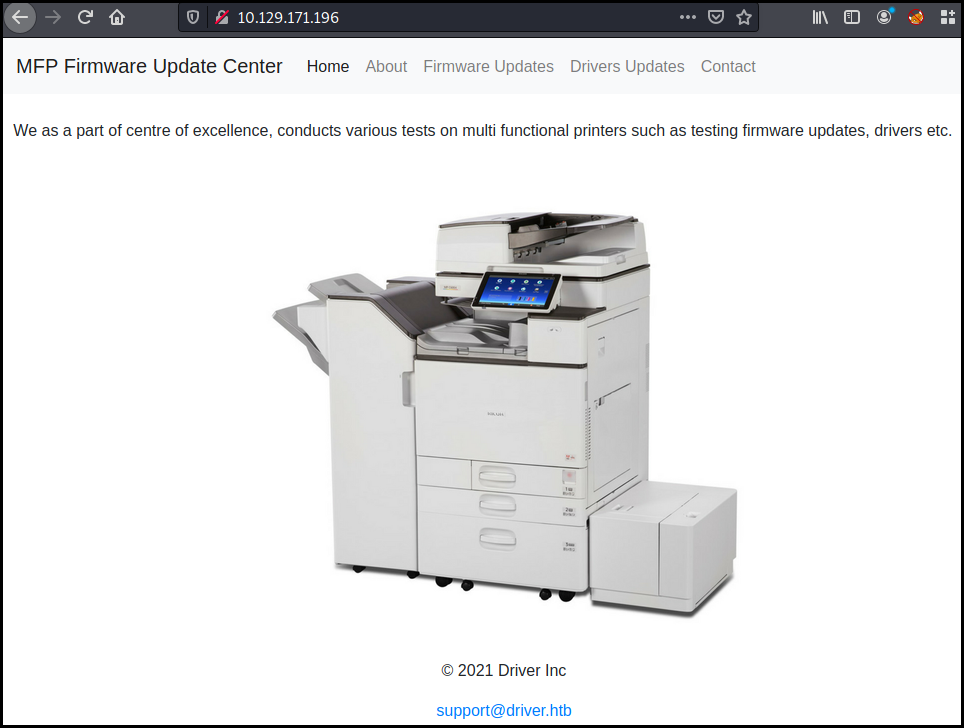 10.129.171.196
MFP Firmware Update Center Home About Firmware Updates Drivers Updates Contact
We as a part of centre of excellence, conducts various tests on multi functional printers such as testing firmware updates, drivers etc.
© 2021 Driver Inc
support@driver.htb